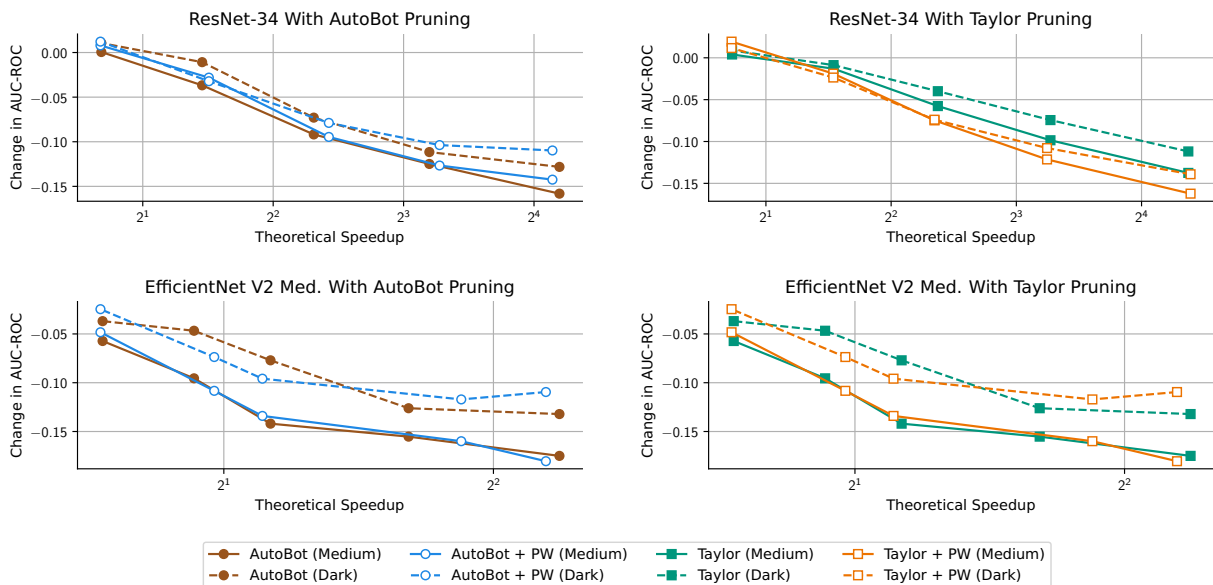 ResNet-34 With AutoBot Pruning
ResNet-34 With Taylor Pruning
Change in AUC-ROC
0.00
−0.05
−0.10
−0.15
2^1
2^2
2^3
2^4
Theoretical Speedup
Change in AUC-ROC
0.00
−0.05
−0.10
−0.15
2^1
2^2
2^3
2^4
Theoretical Speedup
EfficientNet V2 Med. With AutoBot Pruning
EfficientNet V2 Med. With Taylor Pruning
Change in AUC-ROC
−0.05
−0.10
−0.15
2^1
2^2
Theoretical Speedup
Change in AUC-ROC
−0.05
−0.10
−0.15
2^1
2^2
Theoretical Speedup
AutoBot (Medium)
AutoBot + PW (Medium)
Taylor (Medium)
Taylor + PW (Medium)
AutoBot (Dark)
AutoBot + PW (Dark)
Taylor (Dark)
Taylor + PW (Dark)